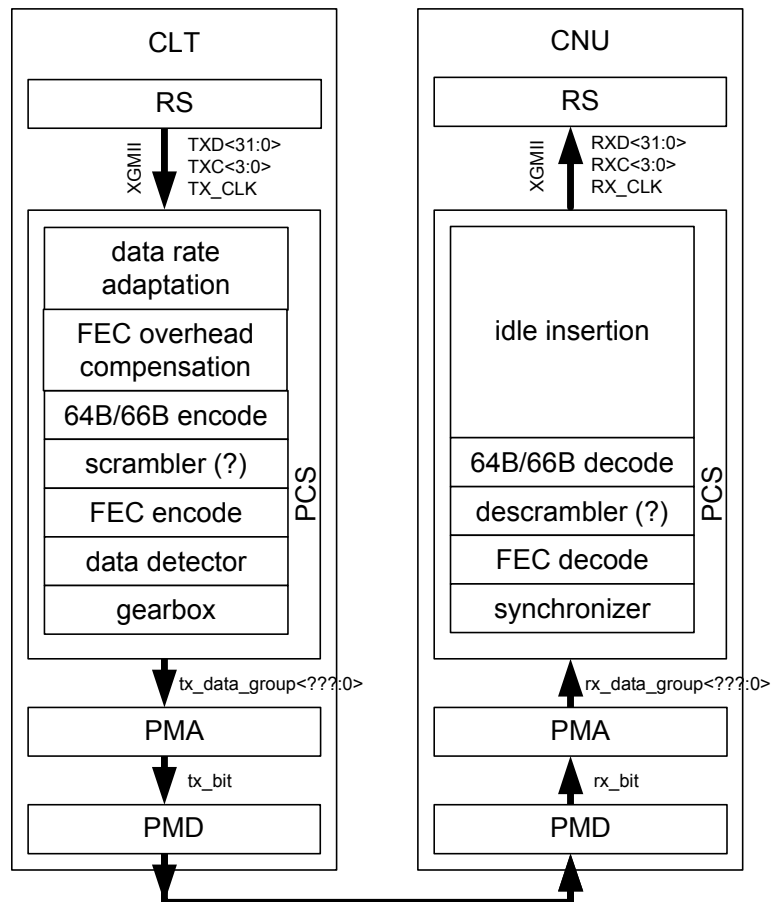 CLT
RS
XGMII
TXD<31:0>
TXC<3:0>
TX_CLK
data rate
adaptation
FEC overhead
compensation
64B/66B encode
scrambler (?)
FEC encode
data detector
gearbox
PCS
tx_data_group<???:0>
PMA
tx_bit
PMD
CNU
RS
XGMII
RXD<31:0>
RXC<3:0>
RX_CLK
idle insertion
64B/66B decode
descrambler (?)
FEC decode
synchronizer
PCS
rx_data_group<???:0>
PMA
rx_bit
PMD